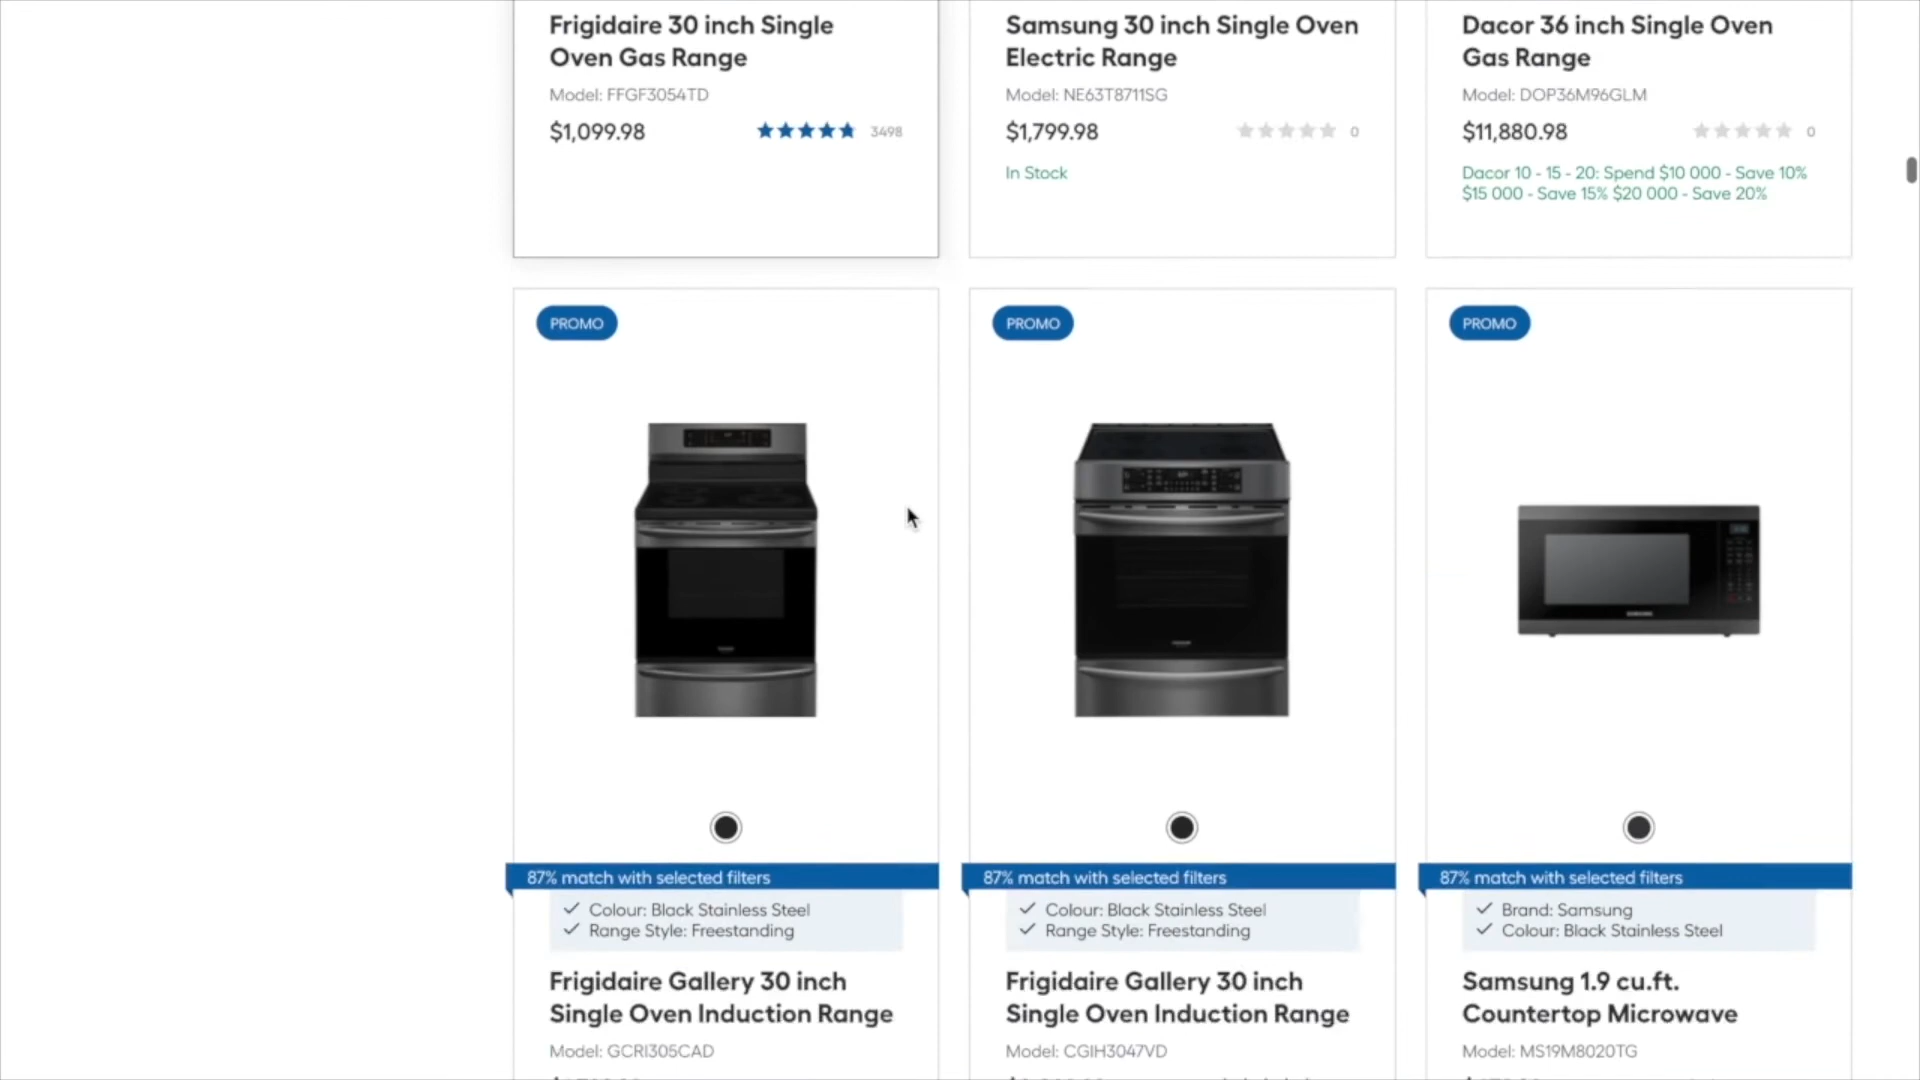 Frigidaire 30 inch Single
Oven Gas Range
Model: FFGF3054TD
$1,099.98
3498
Samsung 30 inch Single Oven
Electric Range
Model: NE63T8711SG
$1,799.98
0
In Stock
Dacor 36 inch Single Oven
Gas Range
Model: DOP36M96GLM
$11,880.98
0
Dacor 10 - 15 - 20: Spend $10 000 - Save 10%
$15 000 - Save 15% $20 000 - Save 20%
PROMO
87% match with selected filters
Colour: Black Stainless Steel
Range Style: Freestanding
Frigidaire Gallery 30 inch
Single Oven Induction Range
Model: GCRI305CAD
PROMO
87% match with selected filters
Colour: Black Stainless Steel
Range Style: Freestanding
Frigidaire Gallery 30 inch
Single Oven Induction Range
Model: CGIH3047VD
PROMO
SAMSUNG
87% match with selected filters
Brand: Samsung
Colour: Black Stainless Steel
Samsung 1.9 cu.ft.
Countertop Microwave
Model: MS19M8020TG